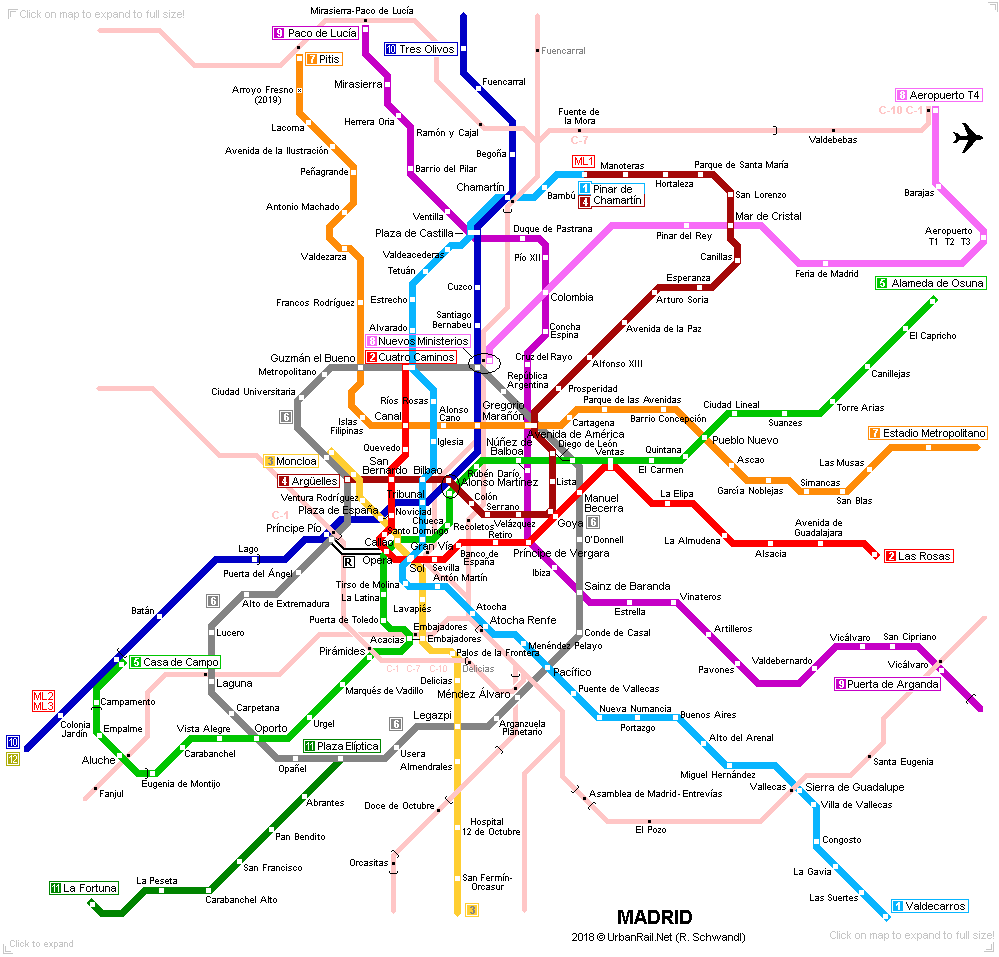 Click on map to expand to full size!
Mirasierra-Paco de Lucía
9 Paco de Lucía
10 Tres Olivos
7 Pitis
Fuencarral
Fuencarral
Mirasierra
Arroyo Fresno
(2019)
8 Aeropuerto T4
C-10 C-1
Herrera Oria
Lacoma
Ramón y Cajal
Fuente de
la Mora
C-7
Valdebebas
Avenida de la Ilustración
Begoña
Peñagrande
Barrio del Pilar
ML1
Manoteras
Parque de Santa María
Chamartín
Bambú
1 Pinar de
4 Chamartín
Hortaleza
San Lorenzo
Barajas
Antonio Machado
Ventilla
Mar de Cristal
Plaza de Castilla
Duque de Pastrana
Pinar del Rey
Aeropuerto
T1 T2 T3
Valdezarza
Valdeacederas
Pío XII
Canillas
Tetuán
Feria de Madrid
Cuzco
Esperanza
5 Alameda de Osuna
Francos Rodríguez
Estrecho
Colombia
Arturo Soria
Santiago
Bernabeu
Alvarado
Concha
Espina
Avenida de la Paz
El Capricho
8 Nuevos Ministerios
Guzmán el Bueno
2 Cuatro Caminos
Cruz del Rayo
Alfonso XIII
Metropolitano
República
Argentina
Canillejas
Ciudad Universitaria
Prosperidad
Ríos Rosas
Parque de las Avenidas
6
Islas
Filipinas
Canal
Alonso
Cano
Gregorio
Marañón
Cartagena
Barrio Concepción
Ciudad Lineal
Suanzes
Torre Arias
Avenida de América
7 Estadio Metropolitano
Quevedo
Iglesia
Núñez de
Balboa
Diego de León
Ventas
Quintana
Pueblo Nuevo
3 Moncloa
San
Bernardo
Bilbao
Rubén Darío
El Carmen
Ascao
Las Musas
4 Argüelles
Alonso Martínez
Lista
García Noblejas
Simancas
San Blas
Ventura Rodríguez
Tribunal
Colón
Manuel
Becerra
La Elipa
Plaza de España
Noviciad
Serrano
C-1
Chueca
Velázquez
Goya
6
Avenida de
Guadalajara
Príncipe Pío
Santo Domingo
Recoletos
Retiro
O'Donnell
La Almudena
Callao
Gran Vía
Príncipe de Vergara
Alsacia
2 Las Rosas
Lago
R
Opera
Sol
Sevilla
Banco de
España
Puerta del Ángel
Ibiza
Tirso de Molina
Antón Martín
Sainz de Baranda
La Latina
6
Alto de Extremadura
Batán
Lavapiés
Atocha
Estrella
Vinateros
Puerta de Toledo
Atocha Renfe
Lucero
Embajadores
Conde de Casal
Artilleros
Acacias
Embajadores
Menéndez Pelayo
Vicálvaro
San Cipriano
Pirámides
Palos de la Frontera
Valdebernardo
Vicálvaro
5 Casa de Campo
C-1 C-7 C-10
Delicias
Pacífico
Pavones
Laguna
Delicias
9 Puerta de Arganda
ML2
ML3
Campamento
Marqués de Vadillo
Méndez Álvaro
Puente de Vallecas
Carpetana
Legazpi
Nueva Numancia
Buenos Aires
Colonia
Jardín
Empalme
Vista Alegre
Oporto
Urgel
6
Arganzuela
Planetario
Portazgo
10
12
Aluche
Carabanchel
11 Plaza Elíptica
Usera
Alto del Arenal
Opañel
Almendrales
Miguel Hernández
Santa Eugenia
Eugenia de Montijo
Fanjul
Vallecas
Sierra de Guadalupe
Abrantes
Doce de Octubre
Asamblea de Madrid-Entrevías
Villa de Vallecas
Hospital
12 de Octubre
El Pozo
Pan Bendito
Congosto
Orcasitas
San Francisco
La Gavia
La Peseta
San Fermín-
Orcasur
11 La Fortuna
Carabanchel Alto
Las Suertes
3
1 Valdecarros
MADRID
2018 © UrbanRail.Net (R. Schwandl)
Click to expand
Click on map to expand to full size!